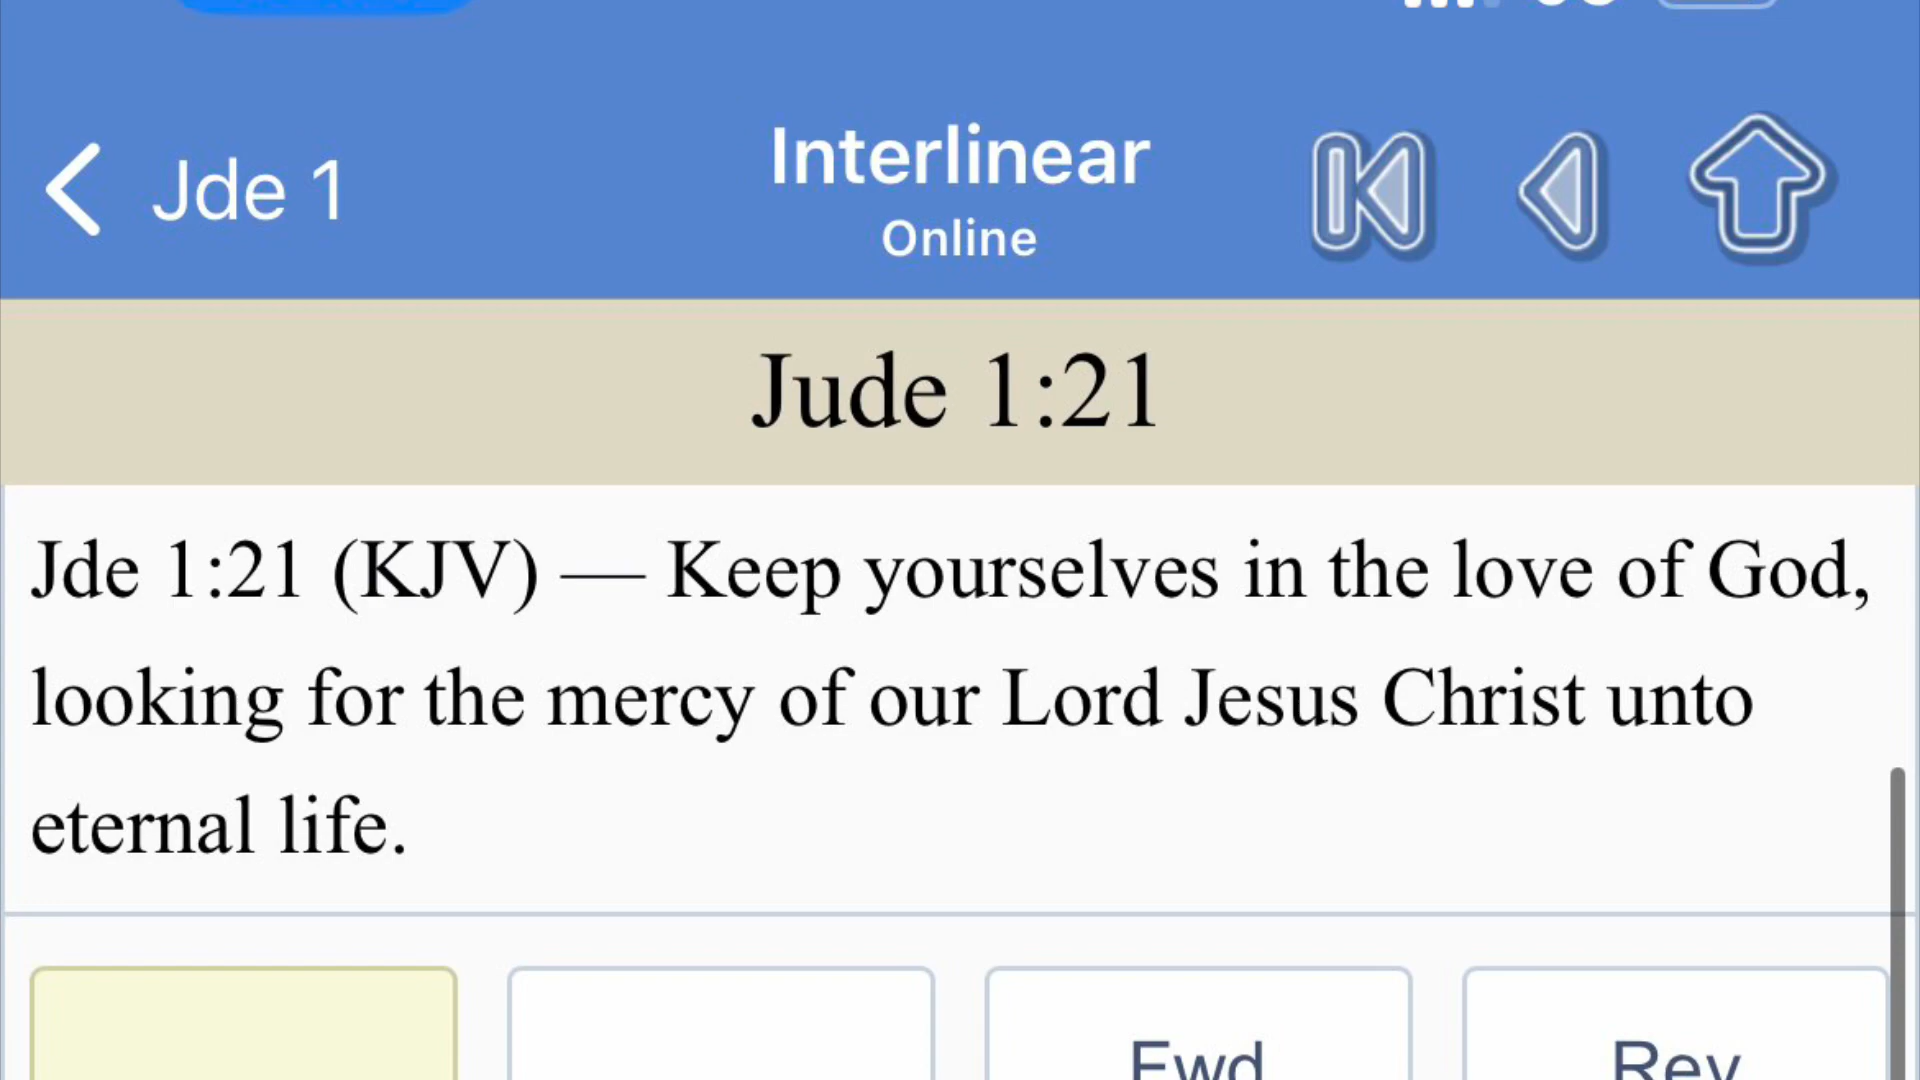 Jde 1
Interlinear
Online
Jude 1:21
Jde 1:21 (KJV) — Keep yourselves in the love of God,
looking for the mercy of our Lord Jesus Christ unto
eternal life.
Fwd
Rev